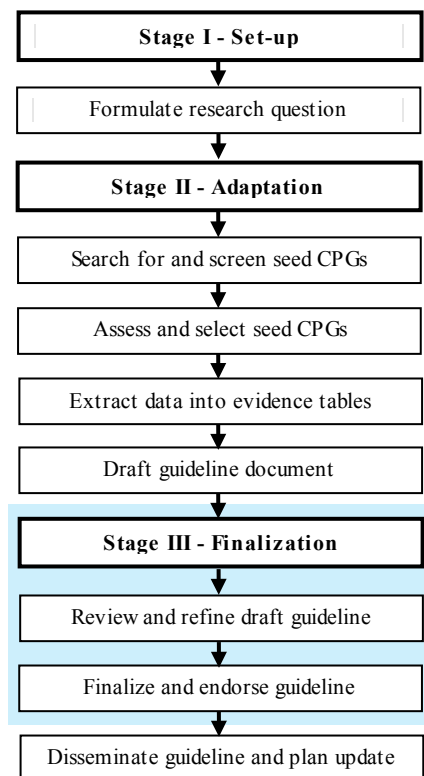 Stage I - Set-up
Formulate research question
Stage II - Adaptation
Search for and screen seed CPGs
Assess and select seed CPGs
Extract data into evidence tables
Draft guideline document
Stage III - Finalization
Review and refine draft guideline
Finalize and endorse guideline
Disseminate guideline and plan update